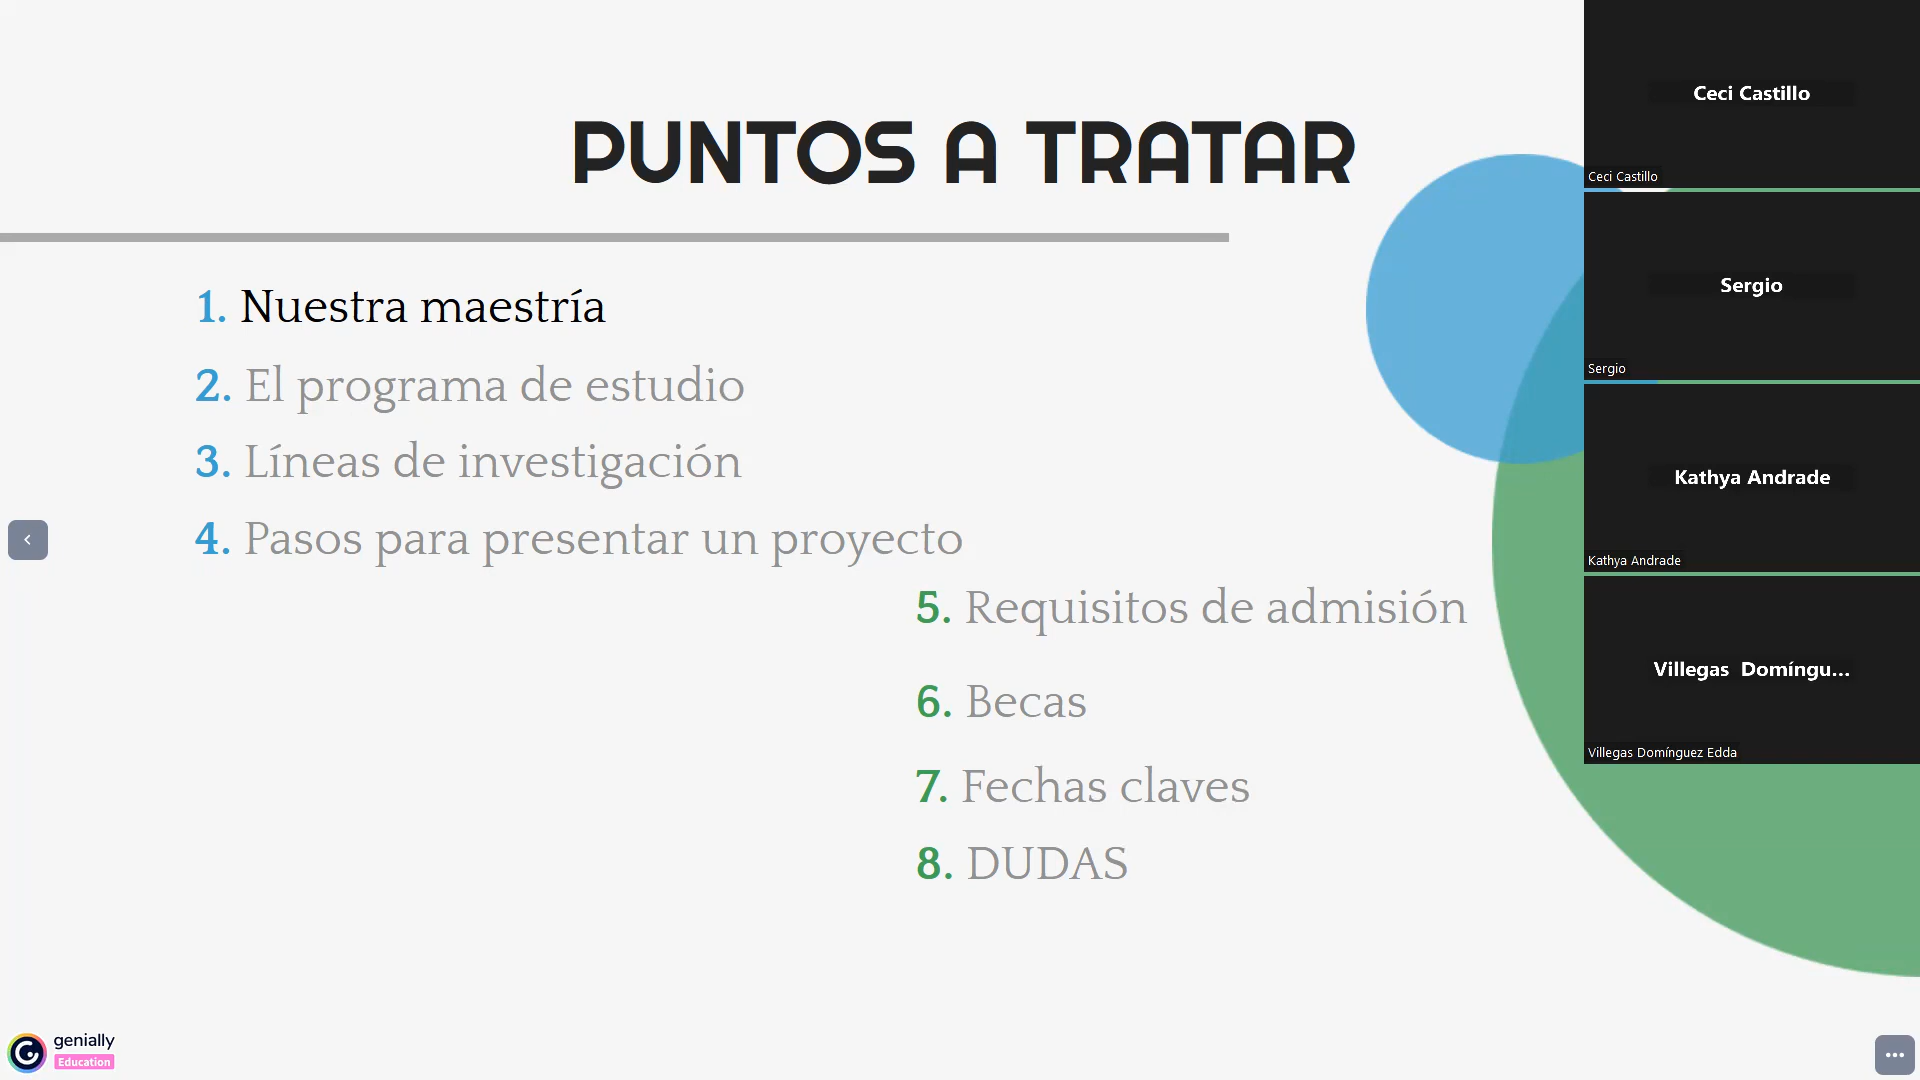 PUNTOS A TRATAR
1. Nuestra maestría
2. El programa de estudio
3. Líneas de investigación
4. Pasos para presentar un proyecto
5. Requisitos de admisión
6. Becas
7. Fechas claves
8. DUDAS
Ceci Castillo
Ceci Castillo
Sergio
Sergio
Kathya Andrade
Kathya Andrade
Villegas Domíngu...
Villegas Domínguez Edda
genially
Education